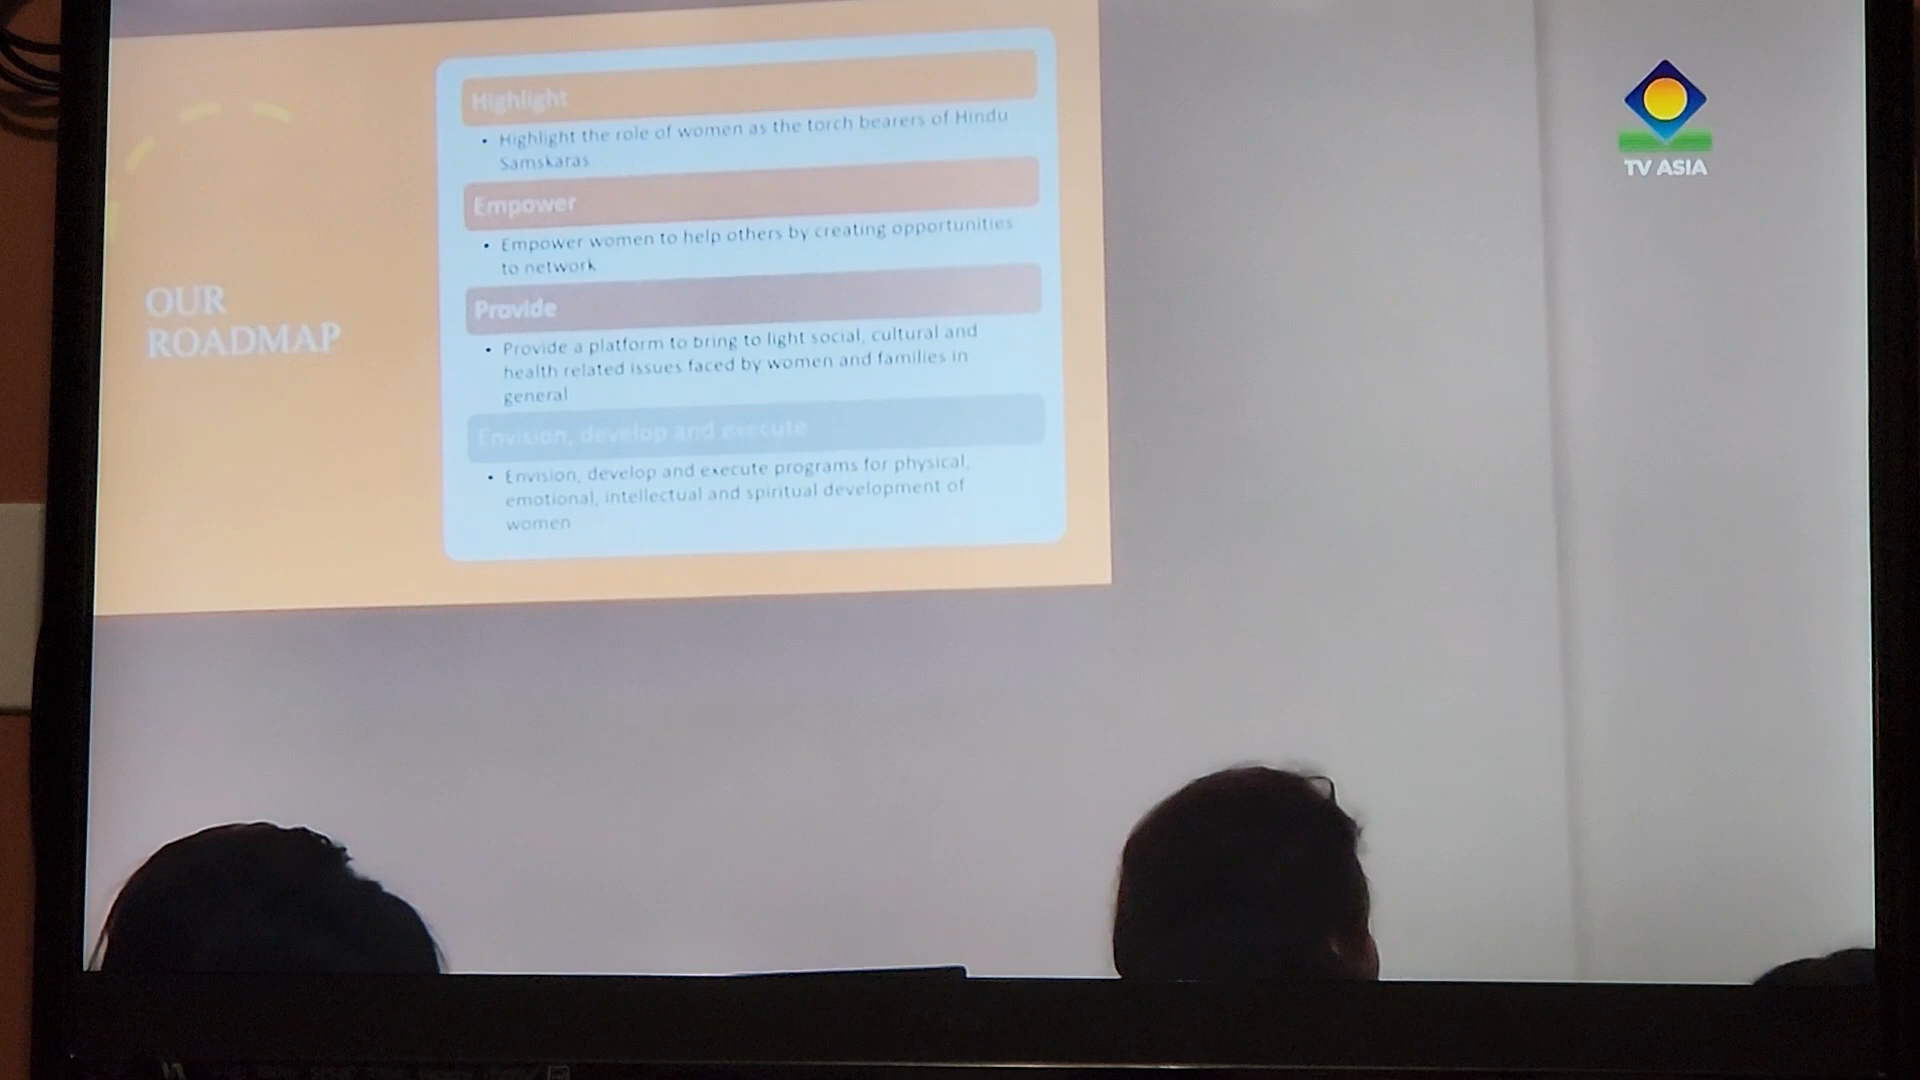 OUR
ROADMAP
Highlight
• Highlight the role of women as the torch bearers of Hindu
Samskaras
Empower
• Empower women to help others by creating opportunities
to network
Provide
• Provide a platform to bring to light social, cultural and
health related issues faced by women and families in
general
Envision, develop and execute
• Envision, develop and execute programs for physical,
emotional, intellectual and spiritual development of
women
TV ASIA